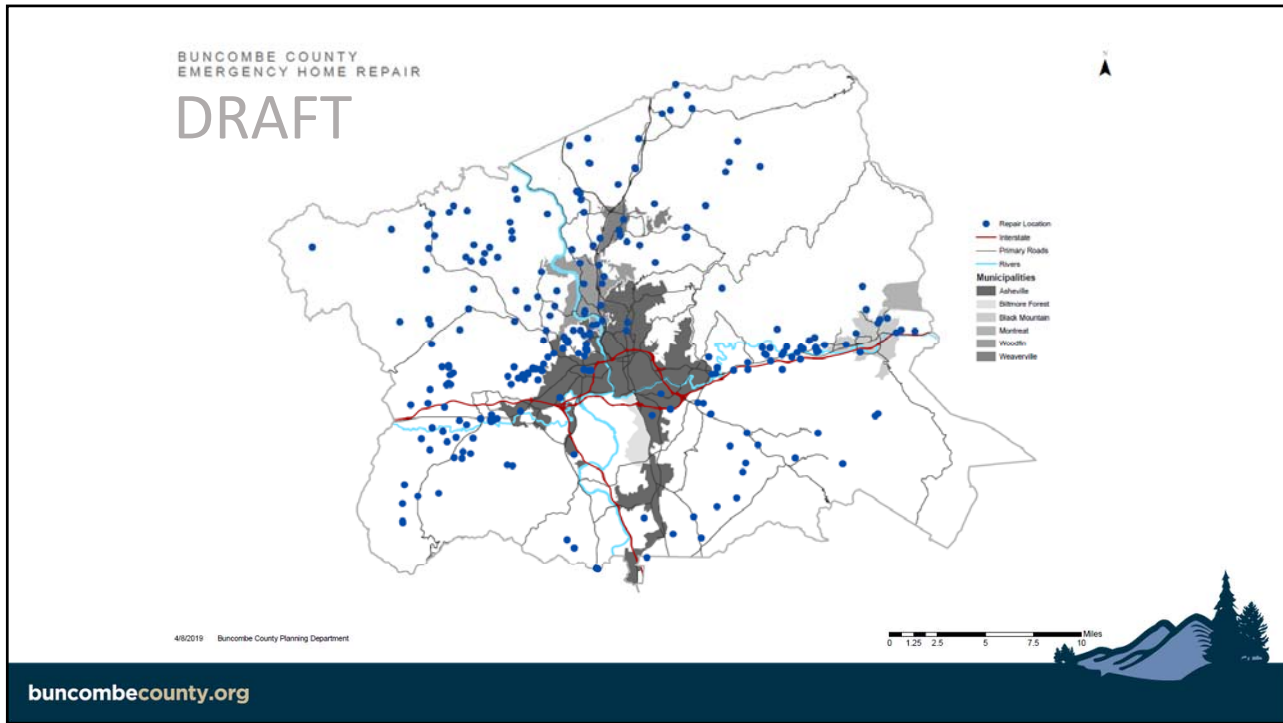 BUNCOMBE COUNTY
EMERGENCY HOME REPAIR
DRAFT
N
Repair Location
Interstate
Primary Roads
Rivers
Municipalities
Asheville
Biltmore Forest
Black Mountain
Montreat
Woodfin
Weaverville
4/8/2019 Buncombe County Planning Department
Miles
0 1.25 2.5 5 7.5 10
buncombecounty.org